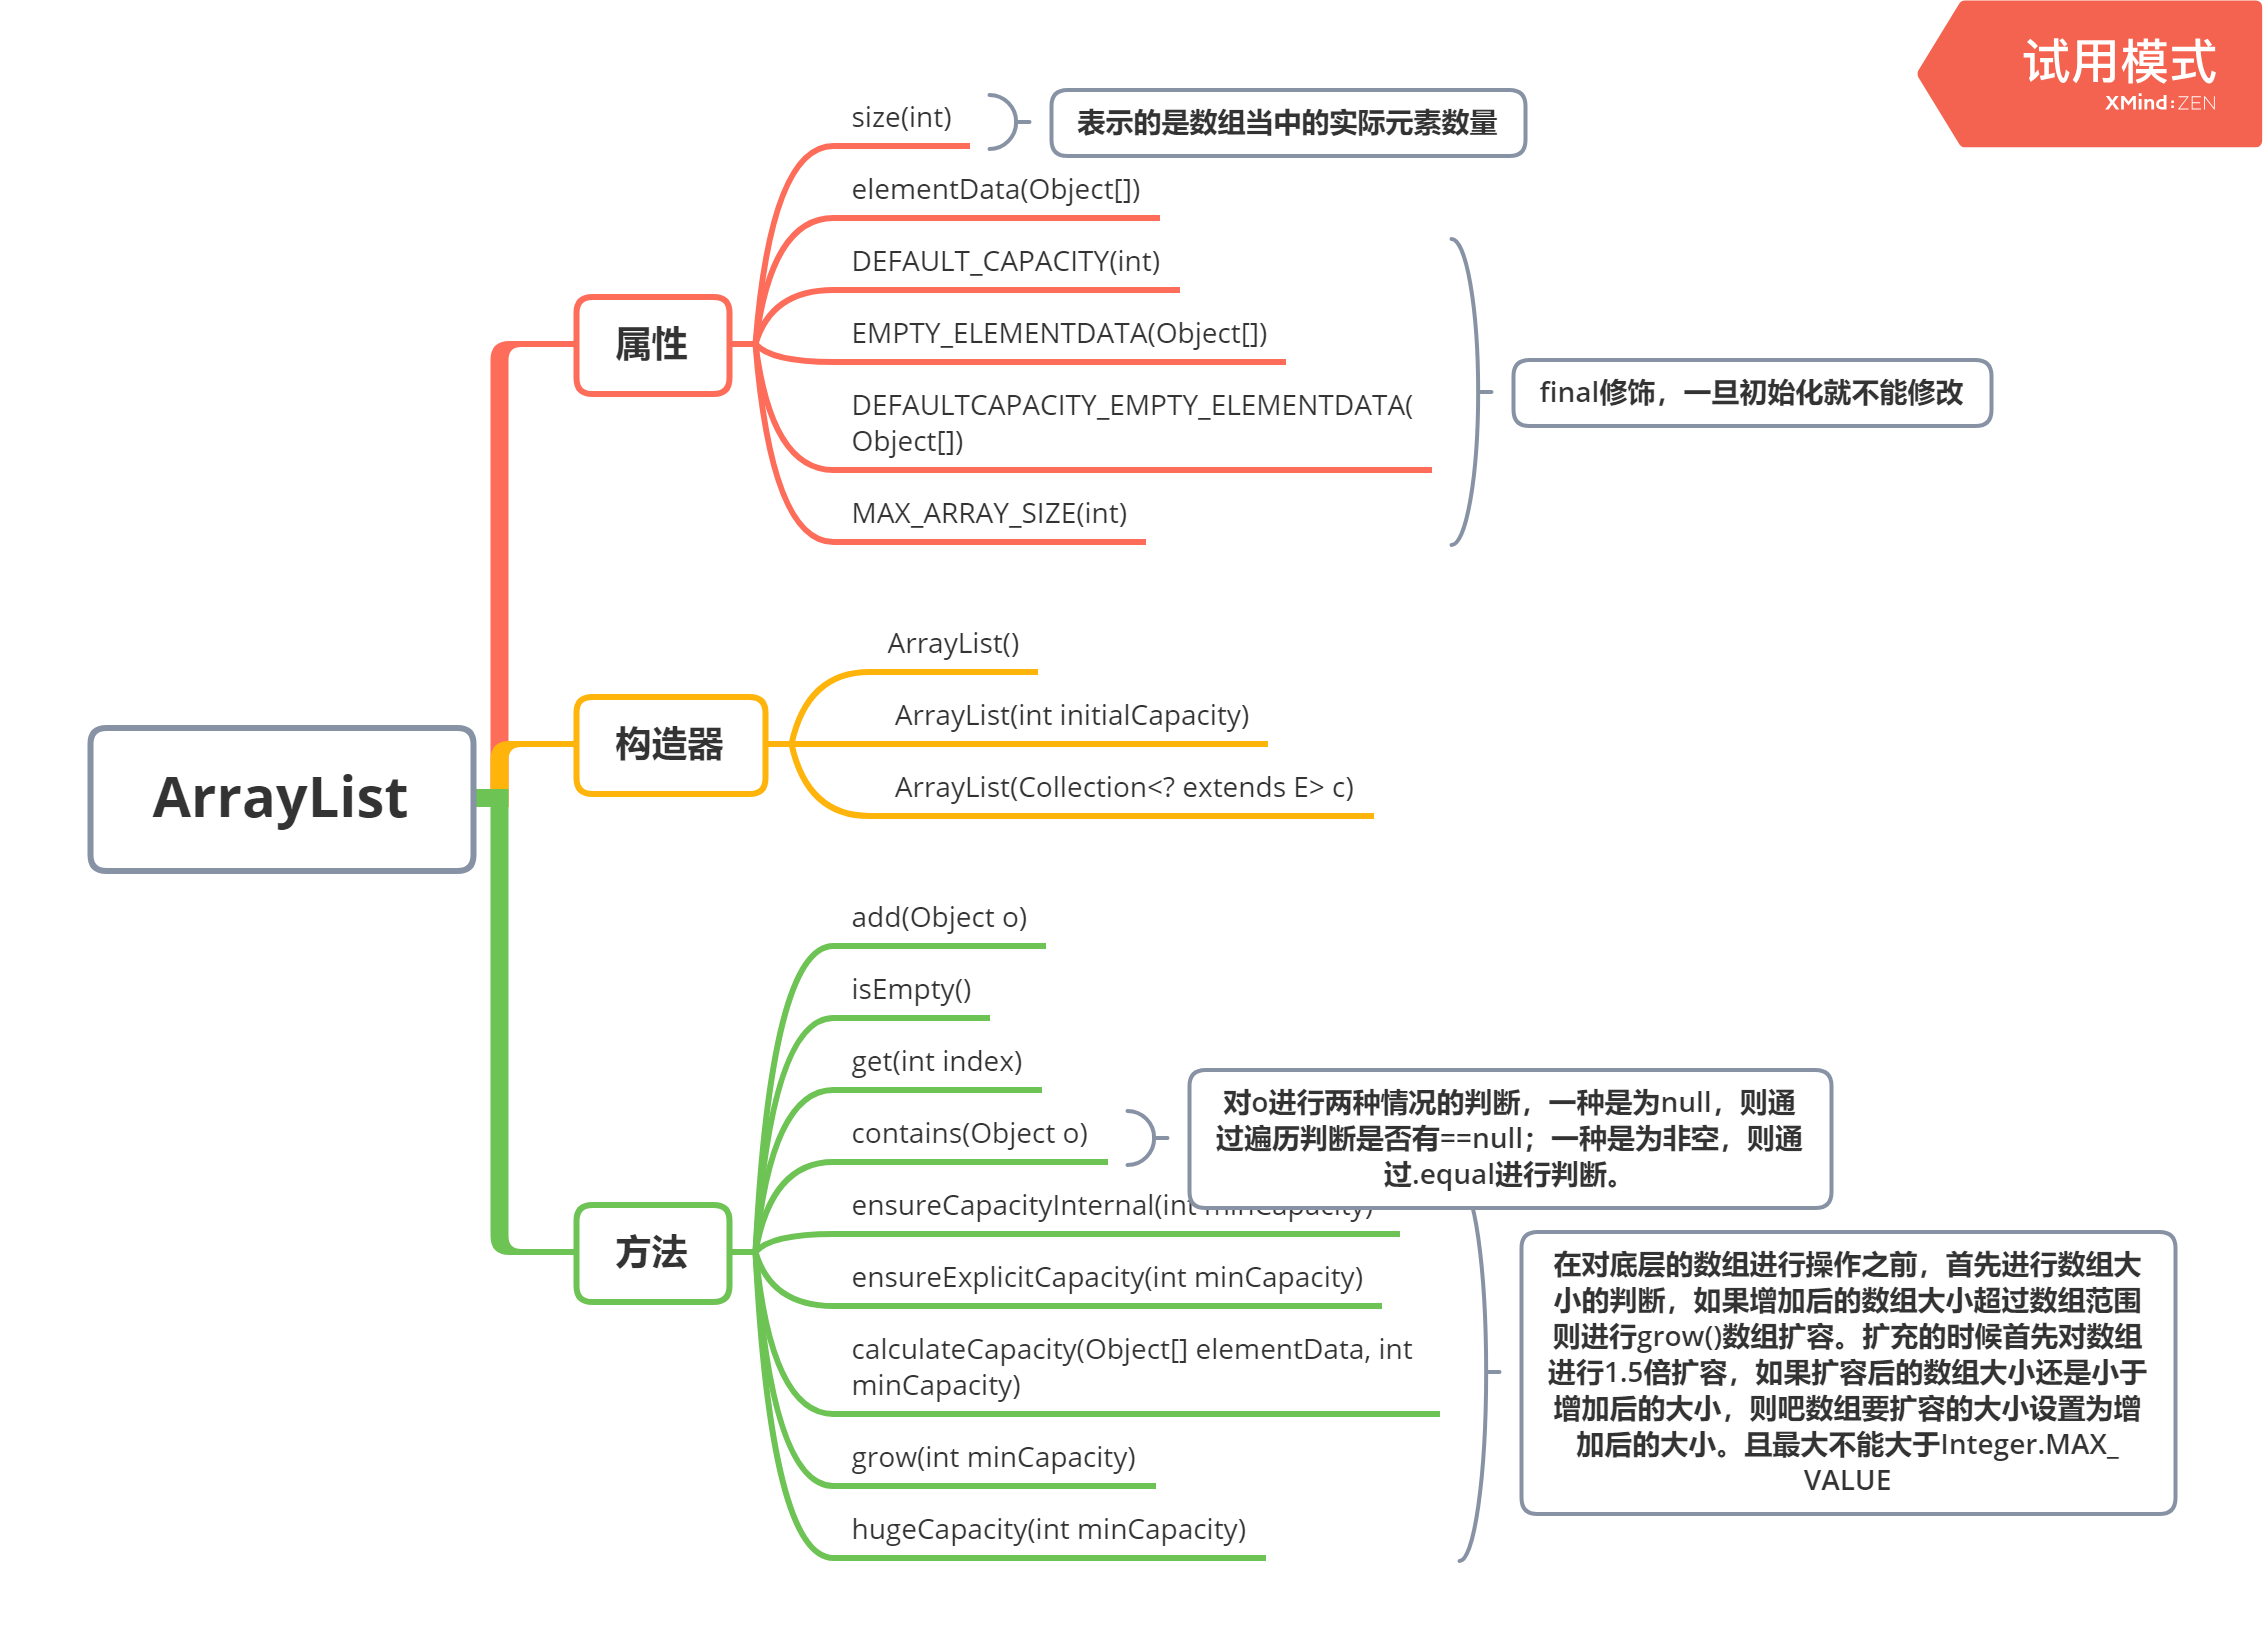 试用模式
XMind:ZEN
ArrayList
属性
size(int)
表示的是数组当中的实际元素数量
elementData(Object[])
DEFAULT_CAPACITY(int)
EMPTY_ELEMENTDATA(Object[])
DEFAULTCAPACITY_EMPTY_ELEMENTDATA(
Object[])
MAX_ARRAY_SIZE(int)
final修饰，一旦初始化就不能修改
构造器
ArrayList()
ArrayList(int initialCapacity)
ArrayList(Collection<? extends E> c)
方法
add(Object o)
isEmpty()
get(int index)
contains(Object o)
对o进行两种情况的判断，一种是为null，则通
过遍历判断是否有==null；一种是为非空，则通
过.equal进行判断。
ensureCapacityInternal(int minCapacity)
ensureExplicitCapacity(int minCapacity)
calculateCapacity(Object[] elementData, int
minCapacity)
grow(int minCapacity)
hugeCapacity(int minCapacity)
在对底层的数组进行操作之前，首先进行数组大
小的判断，如果增加后的数组大小超过数组范围
则进行grow()数组扩容。扩充的时候首先对数组
进行1.5倍扩容，如果扩容后的数组大小还是小于
增加后的大小，则吧数组要扩容的大小设置为增
加后的大小。且最大不能大于Integer.MAX_
VALUE